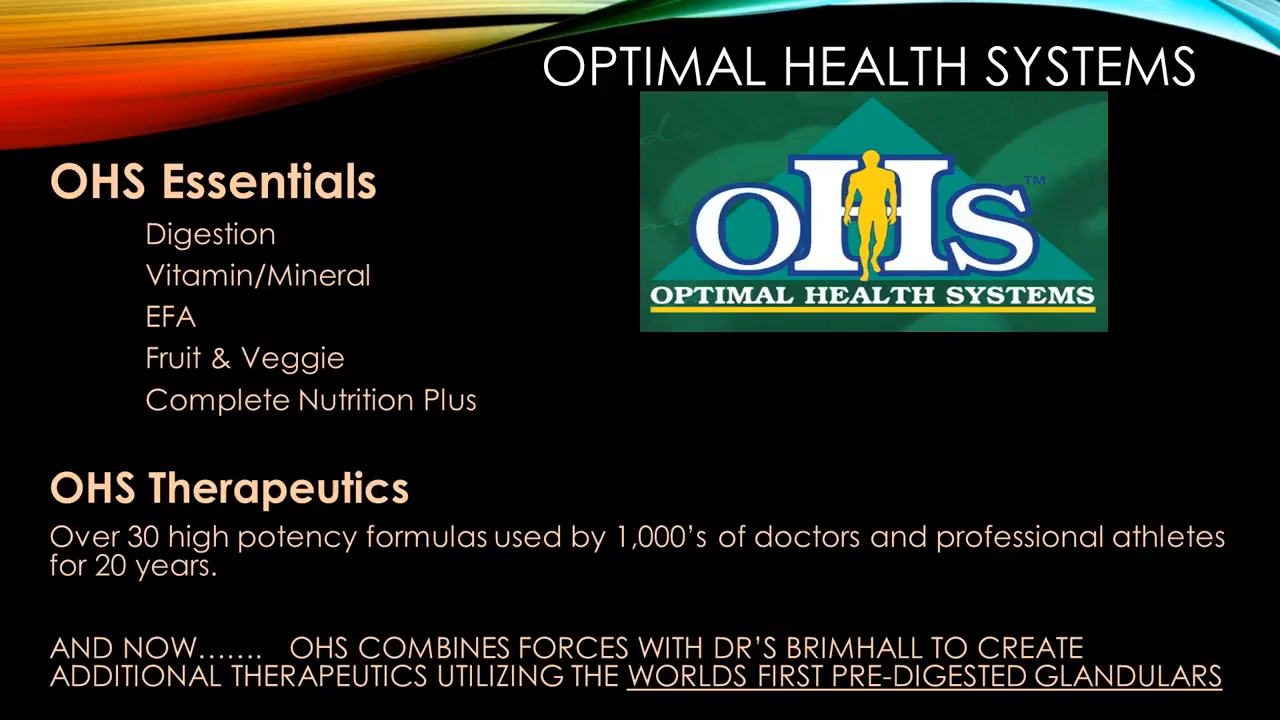 OPTIMAL HEALTH SYSTEMS
OHS™
OPTIMAL HEALTH SYSTEMS
OHS Essentials
Digestion
Vitamin/Mineral
EFA
Fruit & Veggie
Complete Nutrition Plus
OHS Therapeutics
Over 30 high potency formulas used by 1,000’s of doctors and professional athletes
for 20 years.
AND NOW……. OHS COMBINES FORCES WITH DR’S BRIMHALL TO CREATE
ADDITIONAL THERAPEUTICS UTILIZING THE WORLDS FIRST PRE-DIGESTED GLANDULARS